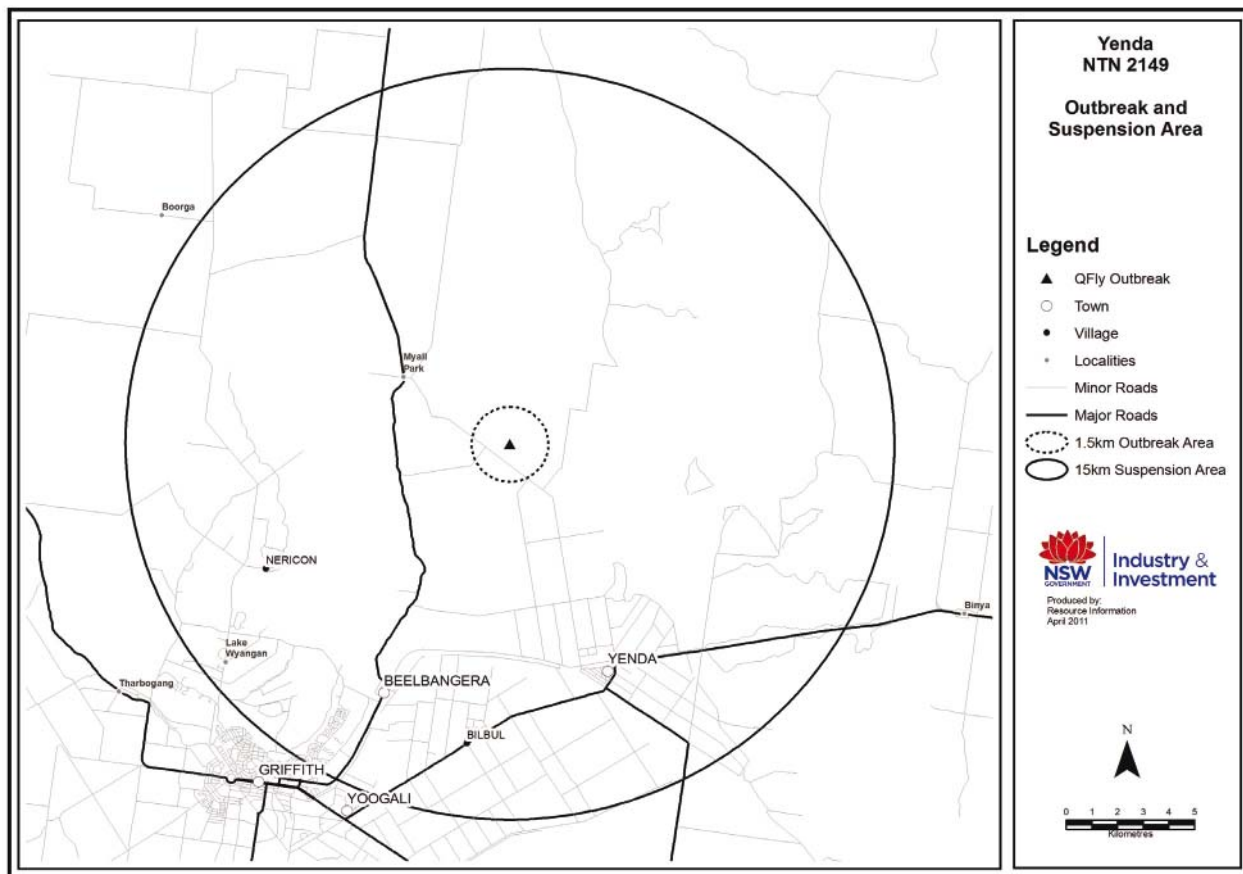 Yenda
NTN 2149
Outbreak and
Suspension Area
Boorga
Myall
Park
NERICON
Lake
Wyangan
Tharbogang
BEELBANGERA
YENDA
Binya
BILBUL
GRIFFITH
YOOGALI
Legend
QFly Outbreak
Town
Village
Localities
Minor Roads
Major Roads
1.5km Outbreak Area
15km Suspension Area
NSW
GOVERNMENT
Industry &
Investment
Produced by:
Resource Information
April 2011
N
0 1 2 3 4 5
Kilometres